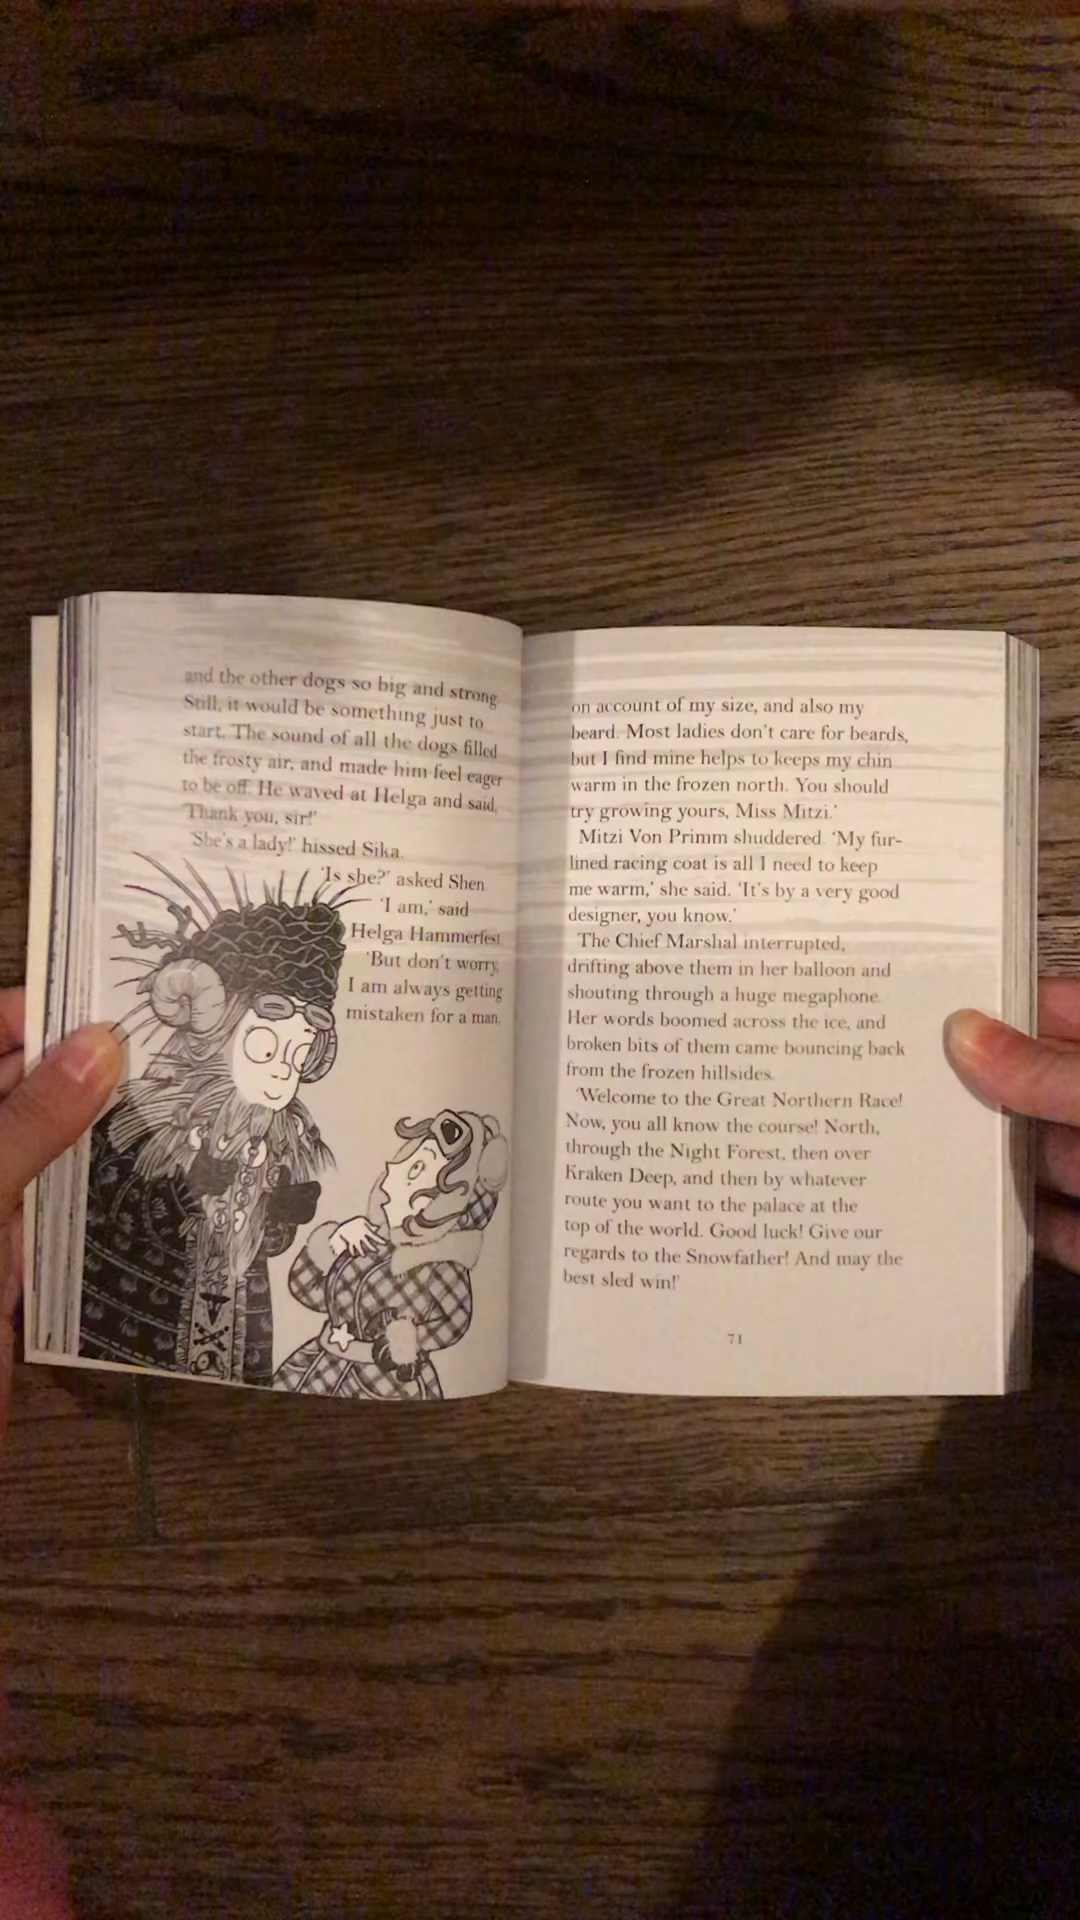 and the other dogs so big and strong.
Still, it would be something just to
start. The sound of all the dogs filled
the frosty air, and made him feel eager
to be off. He waved at Helga and said,
'Thank you, sir!'
'She's a lady!' hissed Sika.
'Is she?' asked Shen.
'I am,' said
Helga Hammerfest.
'But don't worry,
I am always getting
mistaken for a man,
on account of my size, and also my
beard. Most ladies don't care for beards,
but I find mine helps to keeps my chin
warm in the frozen north. You should
try growing yours, Miss Mitzi.'
Mitzi Von Primm shuddered. 'My fur-
lined racing coat is all I need to keep
me warm,' she said. 'It's by a very good
designer, you know.'
The Chief Marshal interrupted,
drifting above them in her balloon and
shouting through a huge megaphone.
Her words boomed across the ice, and
broken bits of them came bouncing back
from the frozen hillsides.
'Welcome to the Great Northern Race!
Now, you all know the course! North,
through the Night Forest, then over
Kraken Deep, and then by whatever
route you want to the palace at the
top of the world. Good luck! Give our
regards to the Snowfather! And may the
best sled win!'
71